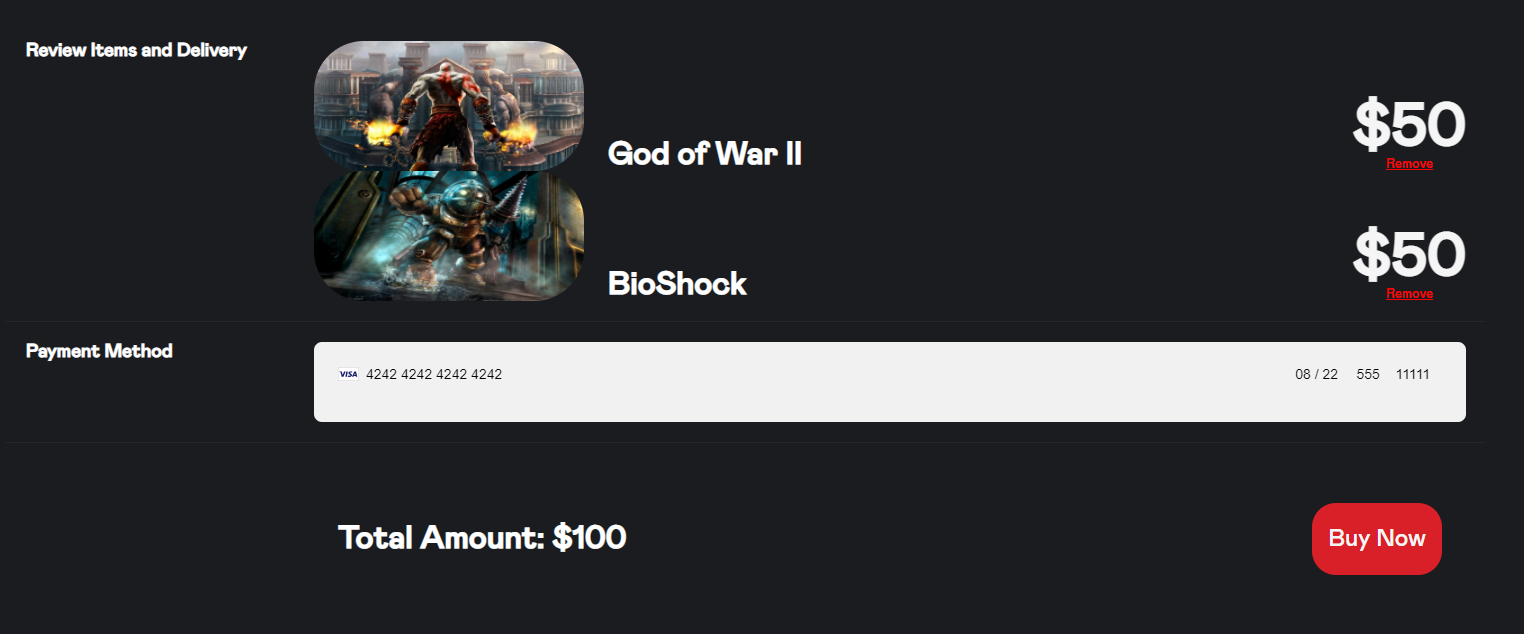 Review Items and Delivery
God of War II
$50
Remove
BioShock
$50
Remove
Payment Method
VISA 4242 4242 4242 4242 08 / 22 555 11111
Total Amount: $100
Buy Now